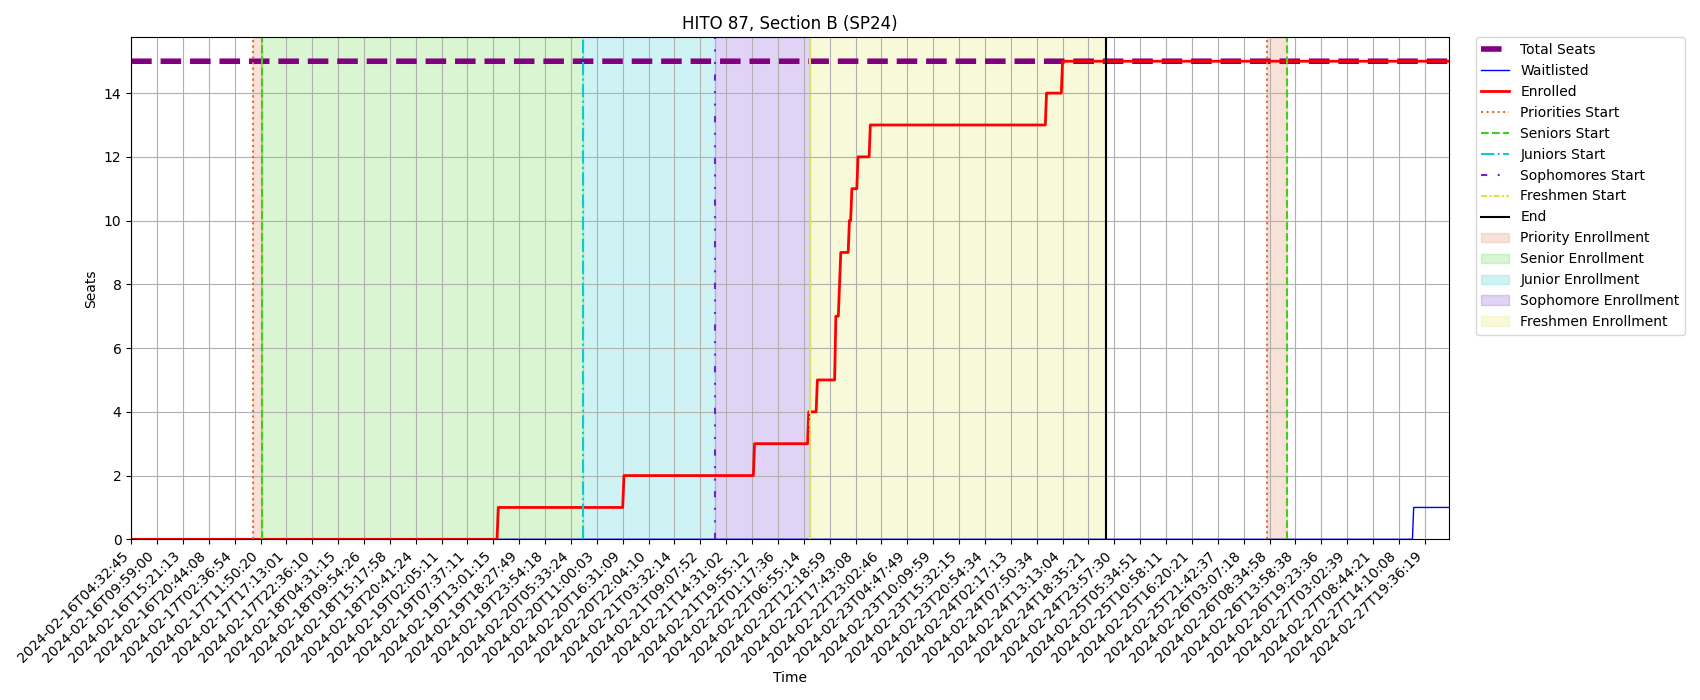 HITO 87, Section B (SP24)
Total Seats
Waitlisted
Enrolled
Priorities Start
Seniors Start
Juniors Start
Sophomores Start
Freshmen Start
End
Priority Enrollment
Senior Enrollment
Junior Enrollment
Sophomore Enrollment
Freshmen Enrollment
Seats
14
12
10
8
6
4
2
0
2024-02-16T04:32:45
2024-02-16T09:59:00
2024-02-16T15:21:13
2024-02-16T20:44:08
2024-02-17T02:36:54
2024-02-17T11:50:20
2024-02-17T17:13:01
2024-02-17T22:36:10
2024-02-18T04:31:15
2024-02-18T09:54:26
2024-02-18T15:17:58
2024-02-18T20:41:24
2024-02-19T02:05:11
2024-02-19T07:37:11
2024-02-19T13:01:15
2024-02-19T18:27:49
2024-02-19T23:54:18
2024-02-20T05:33:24
2024-02-20T11:00:03
2024-02-20T16:31:09
2024-02-20T22:04:10
2024-02-21T03:32:14
2024-02-21T09:07:52
2024-02-21T14:31:02
2024-02-21T19:55:12
2024-02-22T01:17:36
2024-02-22T06:55:14
2024-02-22T12:18:59
2024-02-22T17:43:08
2024-02-22T23:02:46
2024-02-23T04:47:49
2024-02-23T10:09:59
2024-02-23T15:32:15
2024-02-23T20:54:34
2024-02-24T02:17:13
2024-02-24T07:50:34
2024-02-24T13:13:04
2024-02-24T18:35:21
2024-02-24T23:57:30
2024-02-25T05:34:51
2024-02-25T10:58:11
2024-02-25T16:20:21
2024-02-25T21:42:37
2024-02-26T03:07:18
2024-02-26T08:34:58
2024-02-26T13:58:38
2024-02-26T19:23:36
2024-02-27T03:02:39
2024-02-27T08:44:21
2024-02-27T14:10:08
2024-02-27T19:36:19
Time